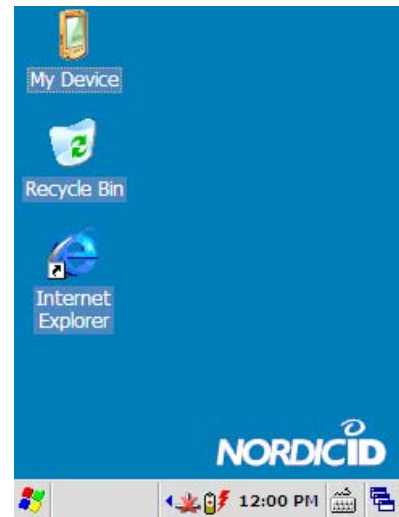 My Device
Recycle Bin
Internet
Explorer
NORDICID
12:00 PM